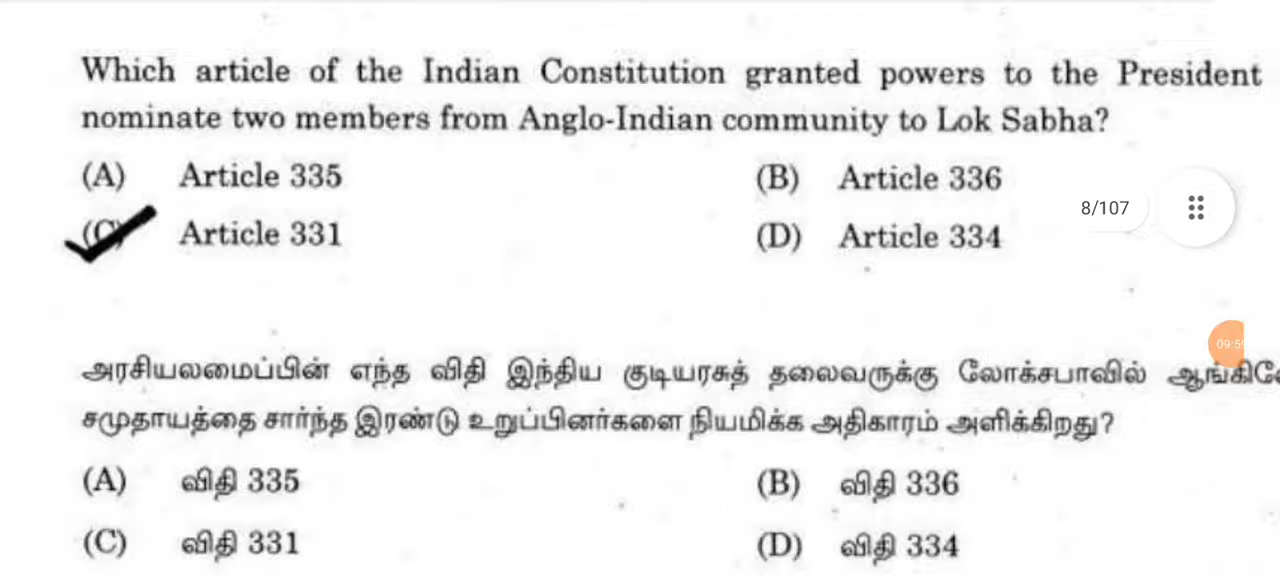 Which article of the Indian Constitution granted powers to the President
nominate two members from Anglo-Indian community to Lok Sabha?
(A) Article 335 (B) Article 336
8/107
(C) Article 331 (D) Article 334
அரசியலமைப்பின் எந்த விதி இந்திய குடியரசுத் தலைவருக்கு லோக்சபாவில்
சமுதாயத்தை சார்ந்த இரண்டு உறுப்பினர்களை நியமிக்க அதிகாரம் அளிக்கிறது?
(A) விதி 335 (B) விதி 336
(C) விதி 331 (D) விதி 334